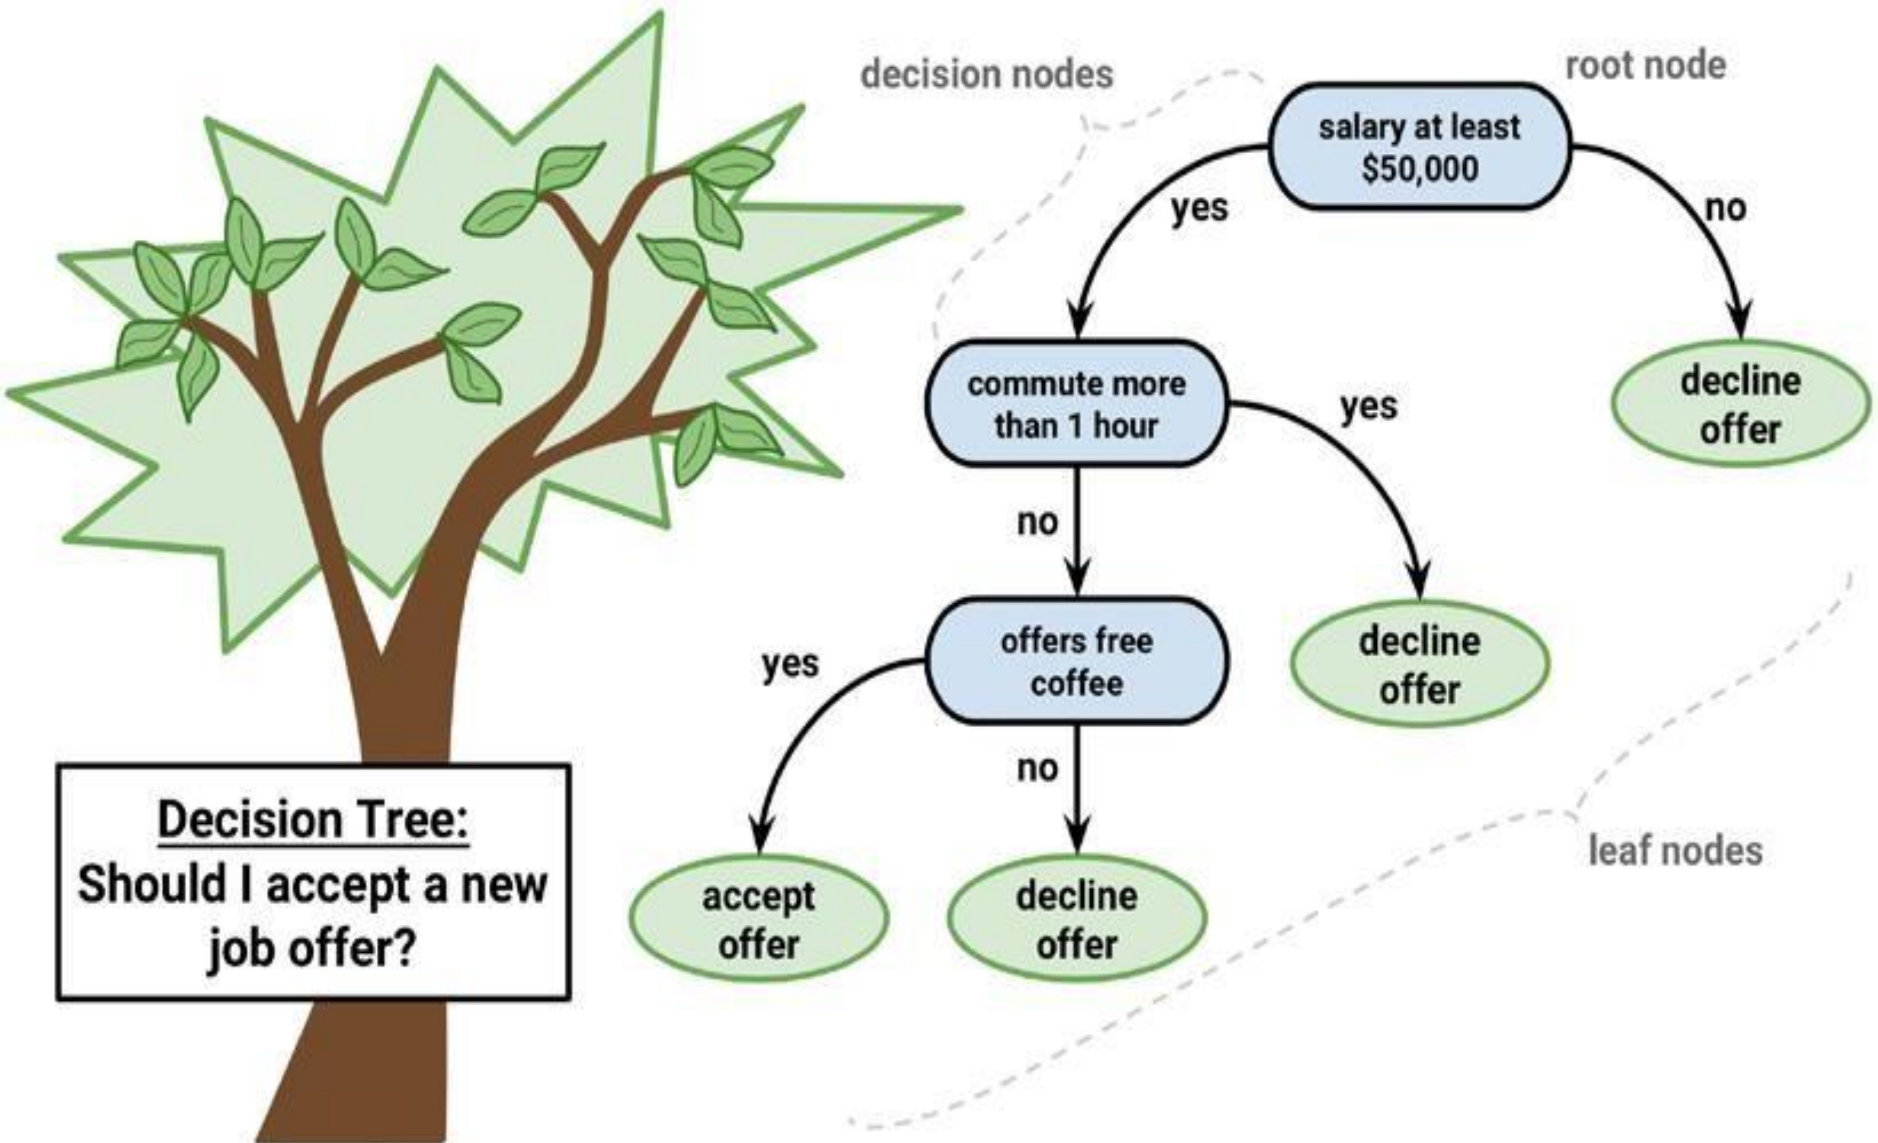 decision nodes
root node
salary at least
$50,000
yes
no
commute more
than 1 hour
yes
decline
offer
no
offers free
coffee
decline
offer
yes
no
Decision Tree:
Should I accept a new
job offer?
accept
offer
decline
offer
leaf nodes